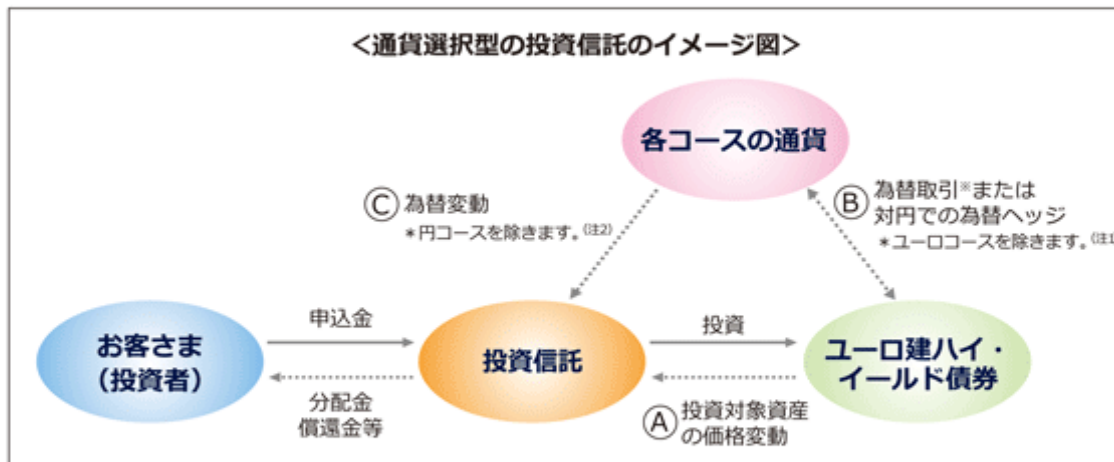 ＜通貨選択型の投資信託のイメージ図＞
各コースの通貨
Ⓒ 為替変動
＊円コースを除きます。(注2)
Ⓑ 為替取引※または
対円での為替ヘッジ
＊ユーロコースを除きます。(注1
お客さま
（投資者）
申込金
分配金
償還金等
投資信託
投資
Ⓐ 投資対象資産
の価格変動
ユーロ建ハイ・
イールド債券